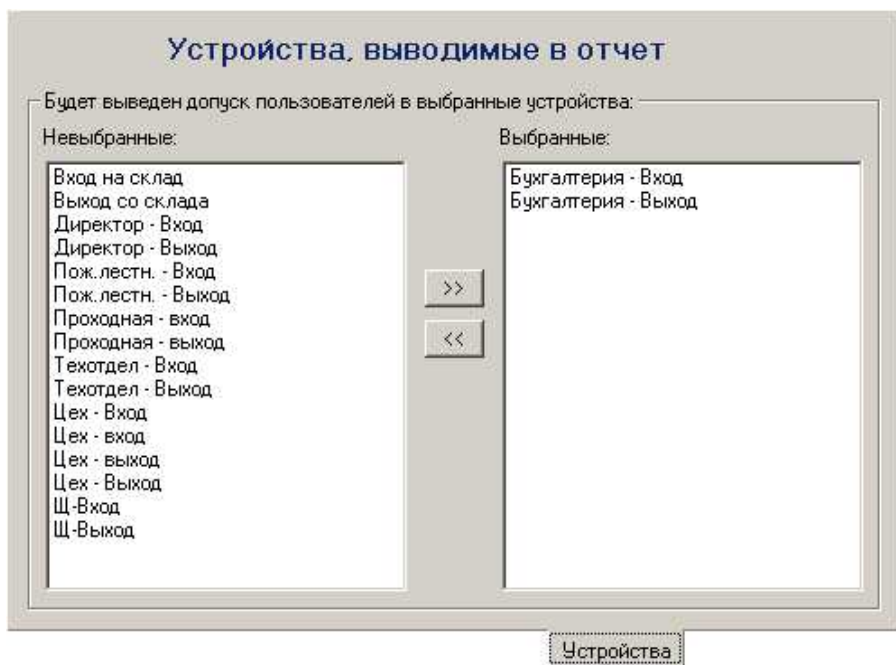 Устройства, выводимые в отчет
Будет выведен допуск пользователей в выбранные устройства:
Невыбранные:
Вход на склад
Выход со склада
Директор - Вход
Директор - Выход
Пож.лестн. - Вход
Пож.лестн. - Выход
Проходная - вход
Проходная - выход
Техотдел - Вход
Техотдел - Выход
Цех - Вход
Цех - вход
Цех - выход
Цех - Выход
Щ-Вход
Щ-Выход
>>
<<
Выбранные:
Бухгалтерия - Вход
Бухгалтерия - Выход
Устройства